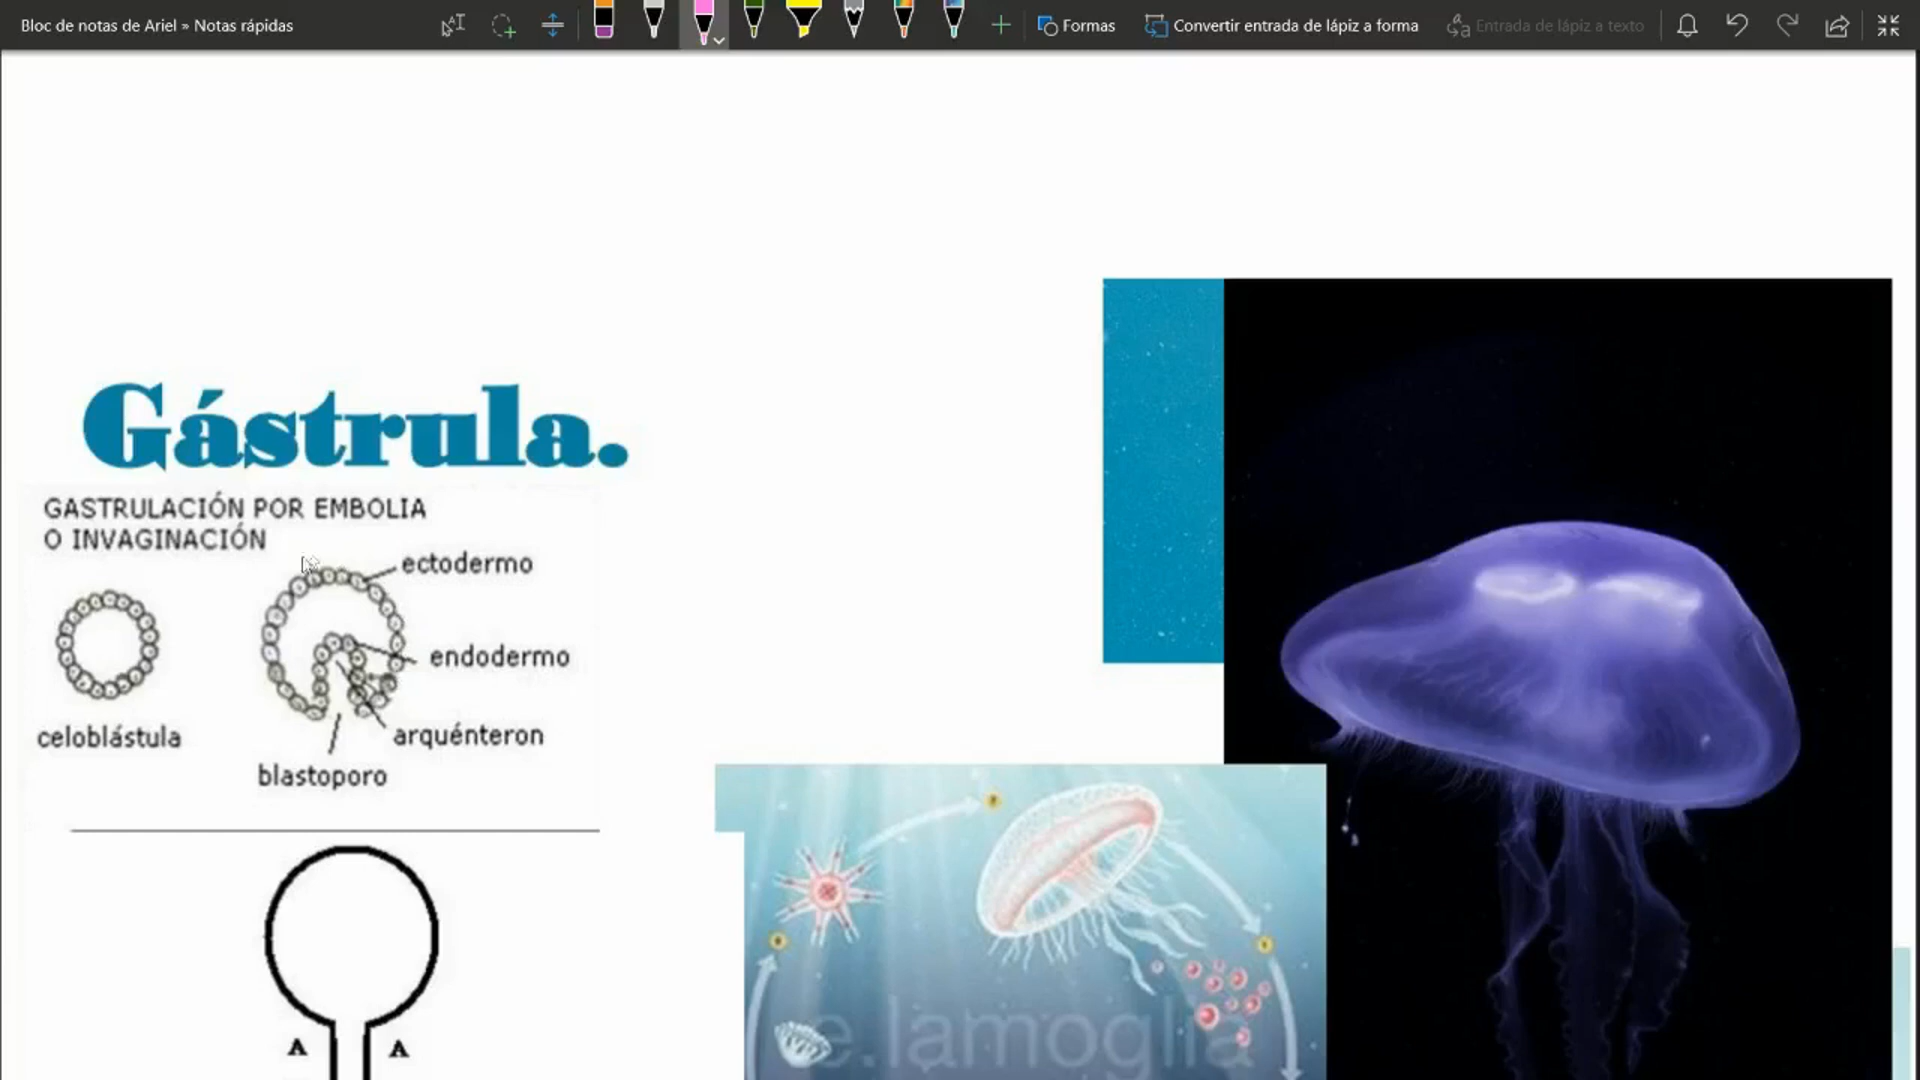 Bloc de notas de Ariel » Notas rápidas
Formas
Convertir entrada de lápiz a forma
Entrada de lápiz a texto
Gástrula.
GASTRULACIÓN POR EMBOLIA
O INVAGINACIÓN
ectodermo
endodermo
celoblástula
arquénteron
blastoporo
e.lamoglia
A A